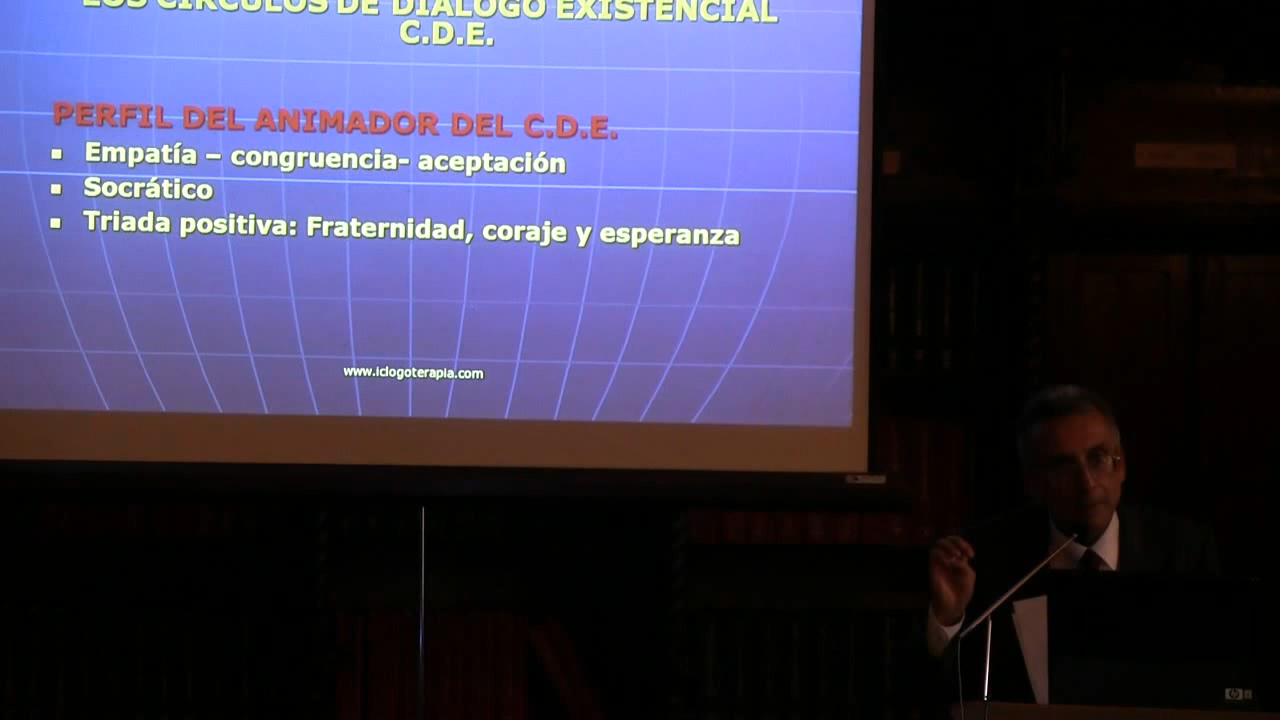 LOS CIRCULOS DE DIALOGO EXISTENCIAL
C.D.E.
PERFIL DEL ANIMADOR DEL C.D.E.
Empatía – congruencia- aceptación
Socrático
Triada positiva: Fraternidad, coraje y esperanza
www.iclogoterapia.com
hp